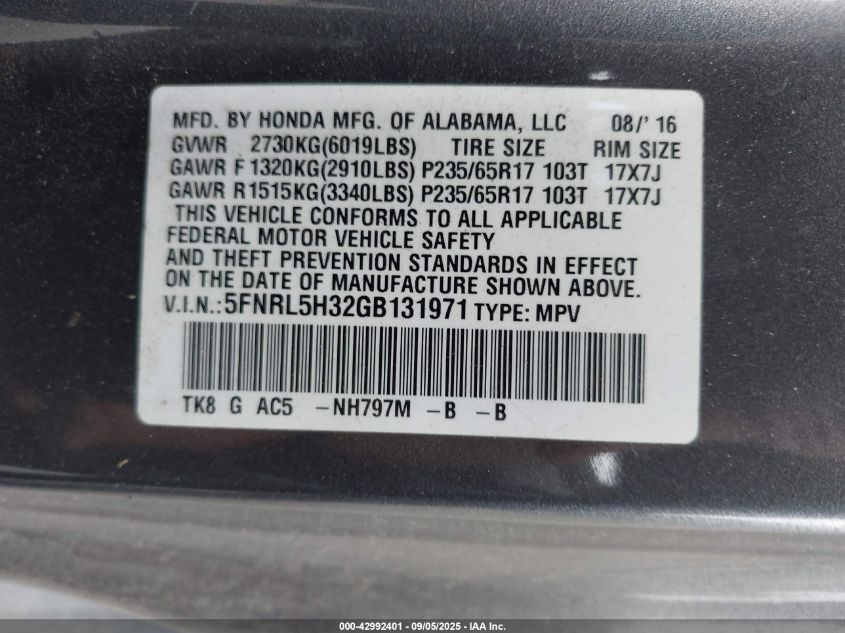 MFD. BY HONDA MFG. OF ALABAMA, LLC 08/'16
GVWR 2730KG(6019LBS) TIRE SIZE RIM SIZE
GAWR F 1320KG(2910LBS) P235/65R17 103T 17X7J
GAWR R1515KG(3340LBS) P235/65R17 103T 17X7J
THIS VEHICLE CONFORMS TO ALL APPLICABLE
FEDERAL MOTOR VEHICLE SAFETY
AND THEFT PREVENTION STANDARDS IN EFFECT
ON THE DATE OF MANUFACTURE SHOWN ABOVE.
V.I.N.: 5FNRL5H32GB131971 TYPE: MPV
TK8 G AC5 -NH797M -B -B
000-42992401 - 09/05/2025 - IAA Inc.